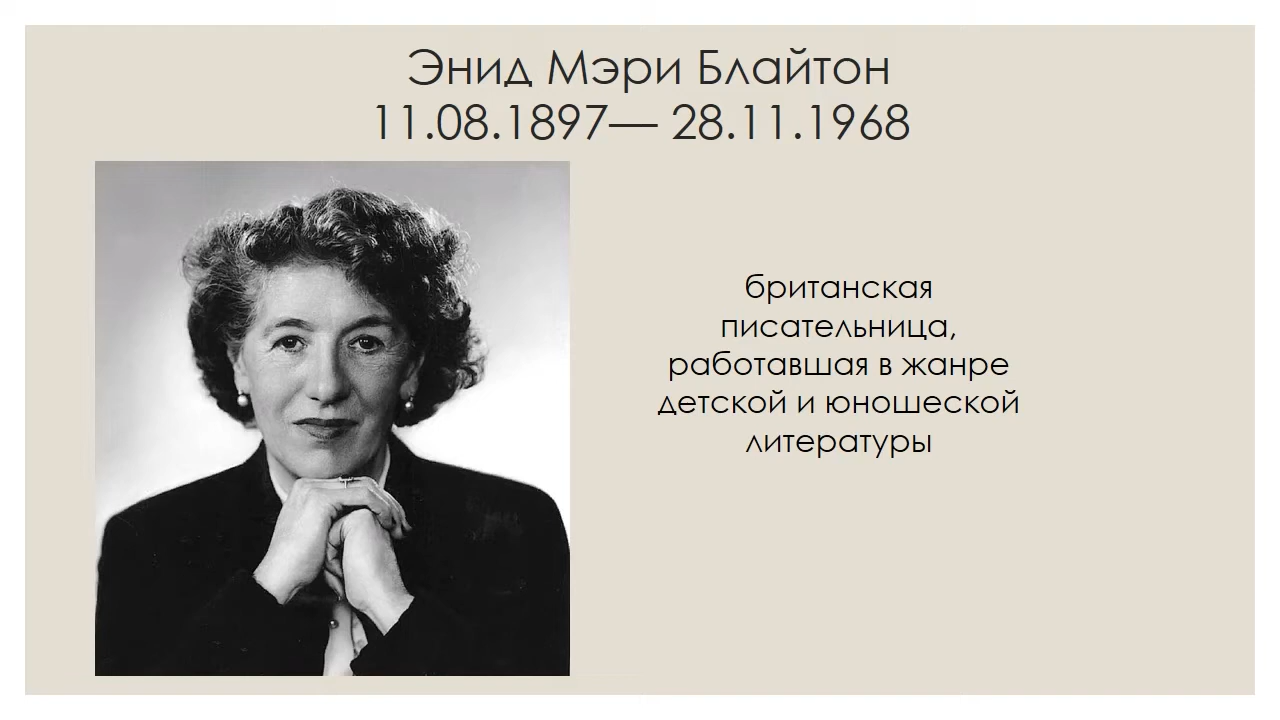 Энид Мэри Блайтон
11.08.1897— 28.11.1968
британская
писательница,
работавшая в жанре
детской и юношеской
литературы